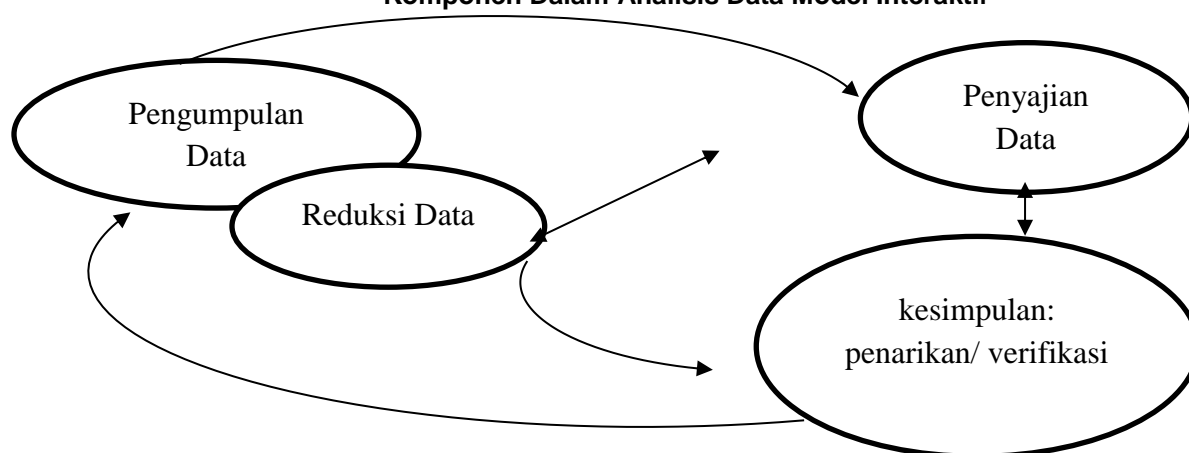 Komponen Dalam Analisis Data Model Interaktif
Pengumpulan
Data
Penyajian
Data
Reduksi Data
kesimpulan:
penarikan/ verifikasi